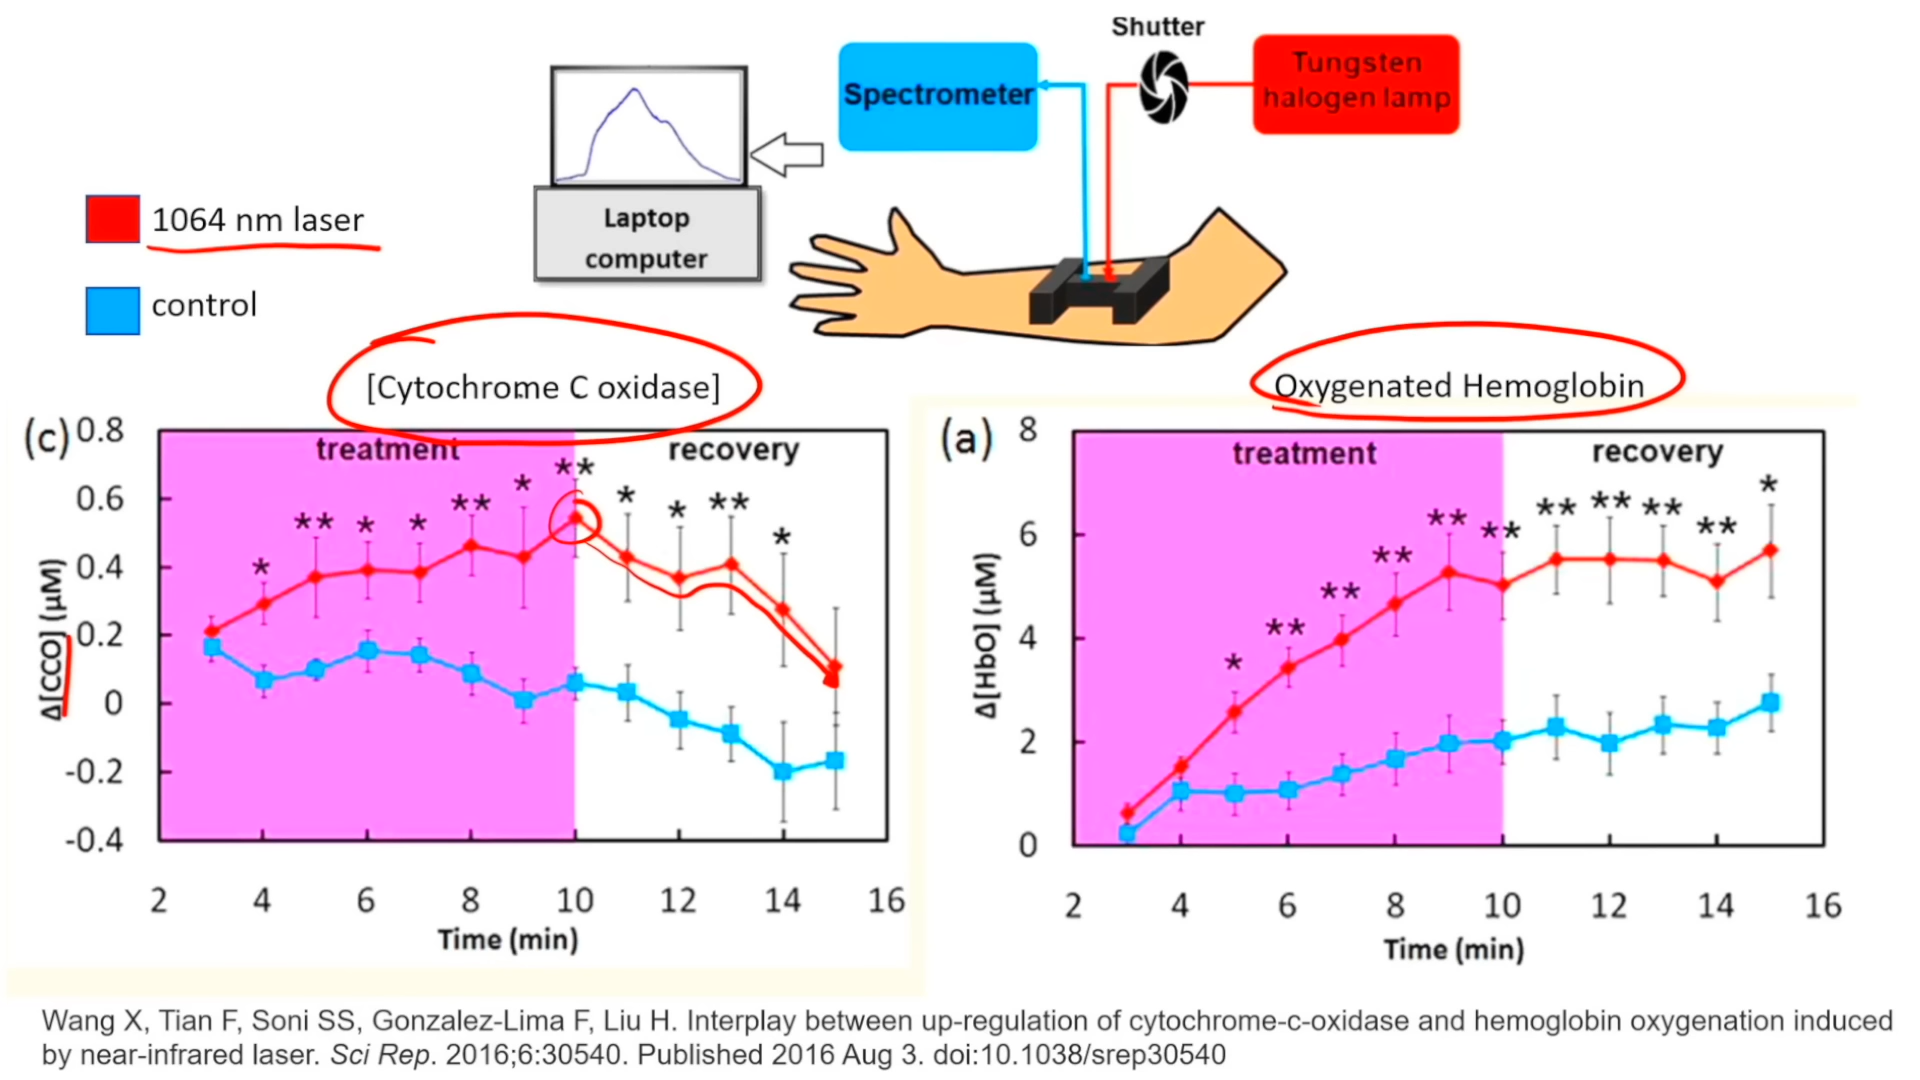 Shutter
Tungsten
halogen lamp
Spectrometer
Laptop
computer
1064 nm laser
control
[Cytochrome C oxidase]
(c)
treatment
recovery
0.8
0.6
0.4
0.2
0
-0.2
-0.4
Δ[CCO] (µM)
* ** * * ** * ** * * ** *
2 4 6 8 10 12 14 16
Time (min)
Oxygenated Hemoglobin
(a)
treatment
recovery
8
6
4
2
0
Δ[HbO] (µM)
* ** ** ** ** ** ** ** ** ** *
2 4 6 8 10 12 14 16
Time (min)
Wang X, Tian F, Soni SS, Gonzalez-Lima F, Liu H. Interplay between up-regulation of cytochrome-c-oxidase and hemoglobin oxygenation induced
by near-infrared laser. Sci Rep. 2016;6:30540. Published 2016 Aug 3. doi:10.1038/srep30540